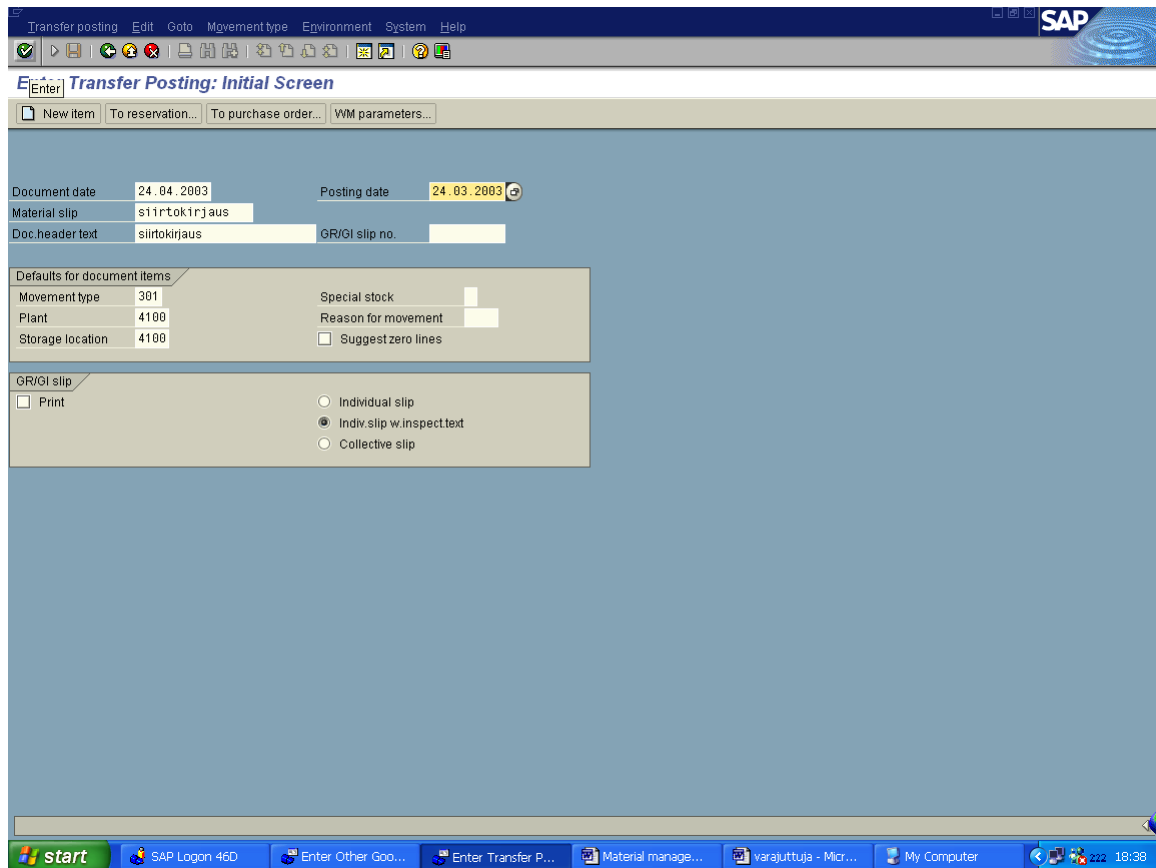 Transfer posting Edit Goto Movement type Environment System Help
SAP
Transfer Posting: Initial Screen
Enter
New item To reservation... To purchase order... WM parameters...
Document date 24.04.2003 Posting date 24.03.2003
Material slip siirtokirjaus
Doc.header text siirtokirjaus GR/GI slip no.
Defaults for document items
Movement type 301 Special stock
Plant 4100 Reason for movement
Storage location 4100 Suggest zero lines
GR/GI slip
Print Individual slip
Indiv.slip w.inspect.text
Collective slip
start SAP Logon 46D Enter Other Goo... Enter Transfer P... Material manage... varajuttuja - Micr... My Computer 222 18:38